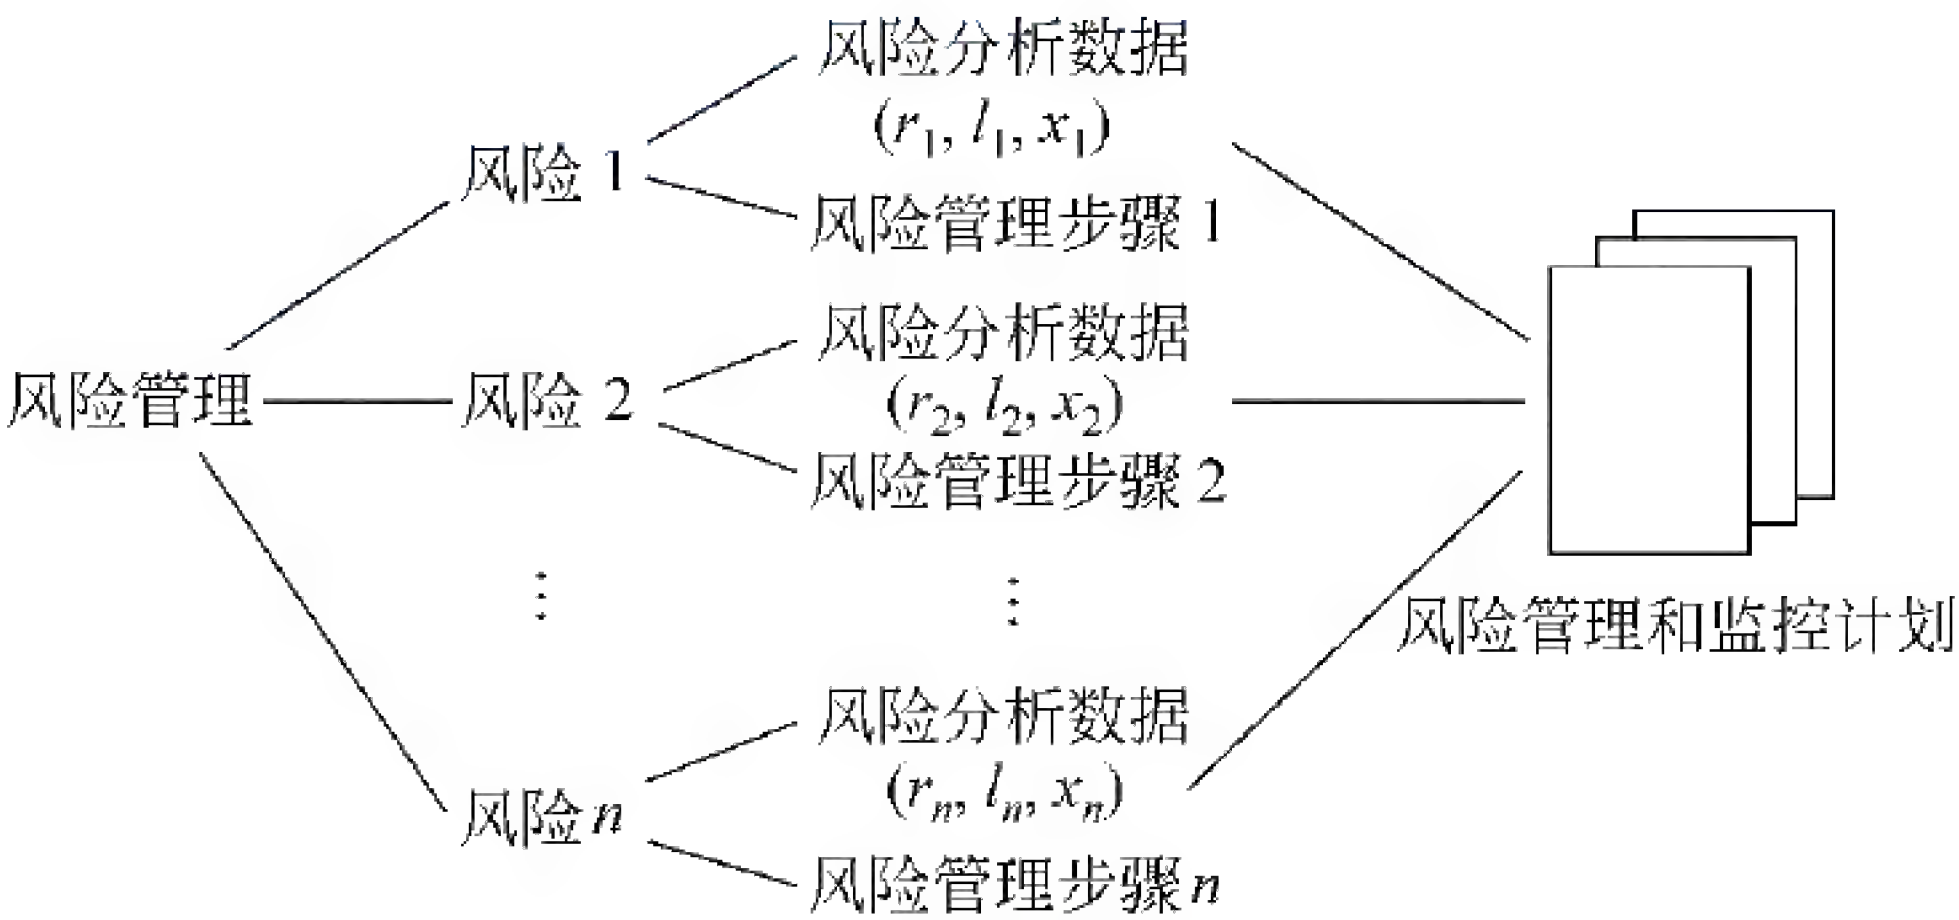 风险分析数据
(r1, l1, x1)
风险 1
风险管理步骤 1
风险分析数据
风险管理
风险 2
(r2, l2, x2)
风险管理步骤 2
⋮
⋮
风险管理和监控计划
风险分析数据
(rn, ln, xn)
风险 n
风险管理步骤 n